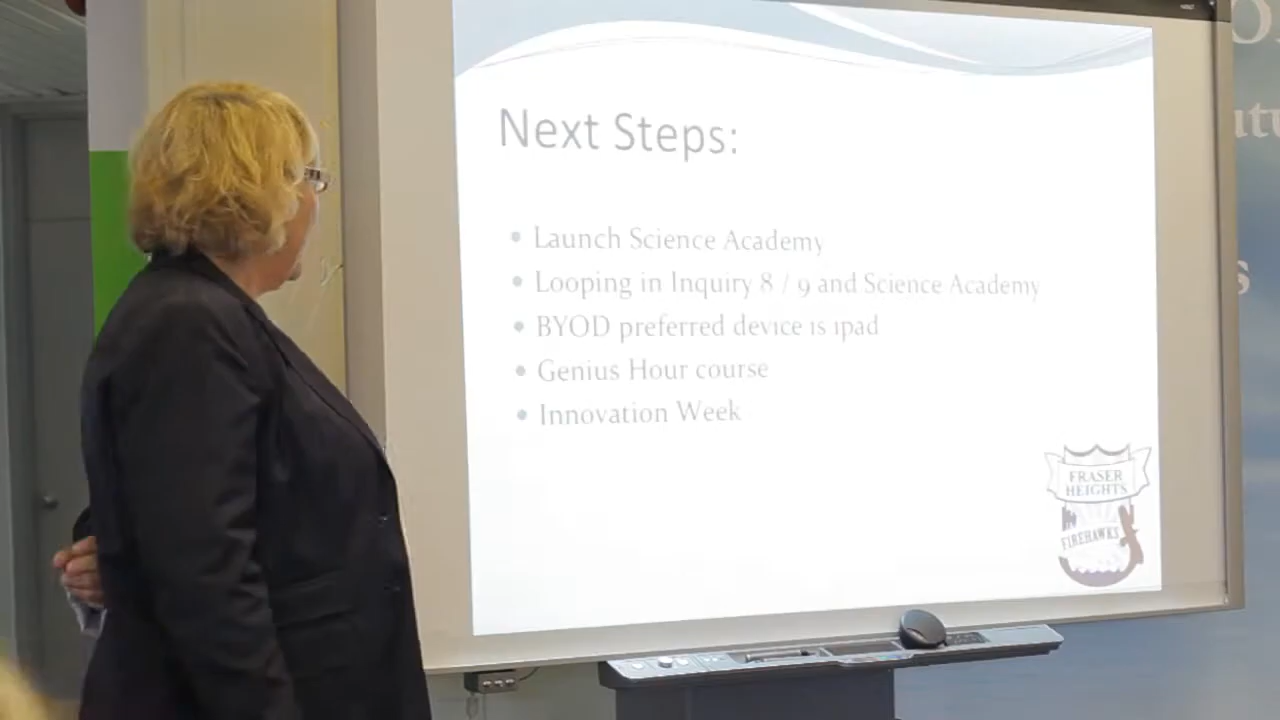 Next Steps:
• Launch Science Academy
• Looping in Inquiry 8 / 9 and Science Academy
• BYOD preferred device is ipad
• Genius Hour course
• Innovation Week
FRASER
HEIGHTS
FIREHAWKS